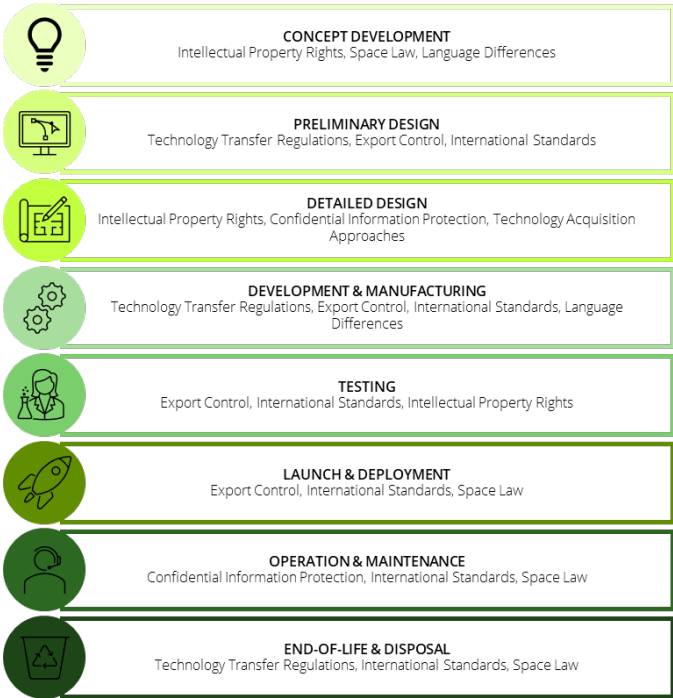 CONCEPT DEVELOPMENT
Intellectual Property Rights, Space Law, Language Differences
PRELIMINARY DESIGN
Technology Transfer Regulations, Export Control, International Standards
DETAILED DESIGN
Intellectual Property Rights, Confidential Information Protection, Technology Acquisition
Approaches
DEVELOPMENT & MANUFACTURING
Technology Transfer Regulations, Export Control, International Standards, Language
Differences
TESTING
Export Control, International Standards, Intellectual Property Rights
LAUNCH & DEPLOYMENT
Export Control, International Standards, Space Law
OPERATION & MAINTENANCE
Confidential Information Protection, International Standards, Space Law
END-OF-LIFE & DISPOSAL
Technology Transfer Regulations, International Standards, Space Law